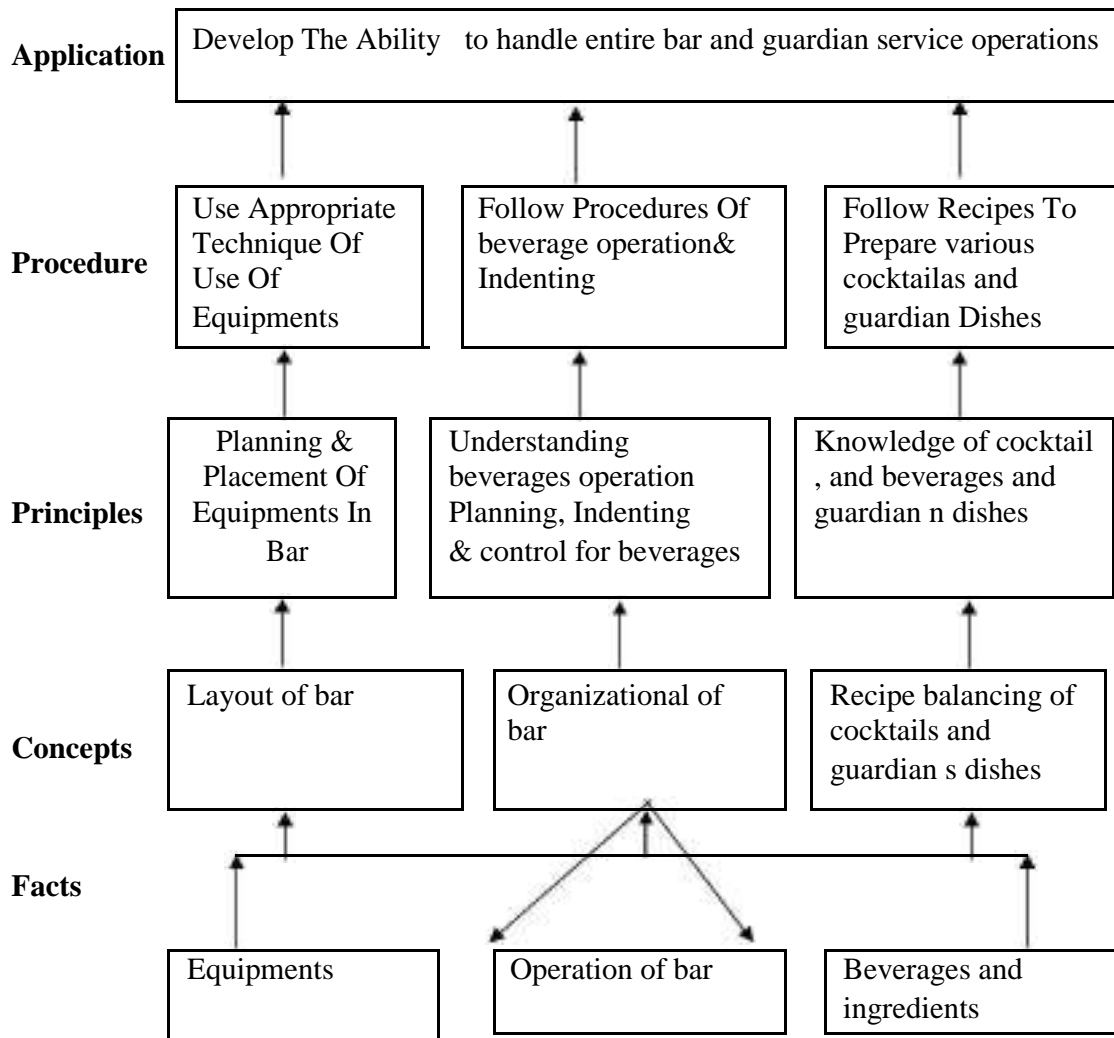 Application
Develop The Ability to handle entire bar and guardian service operations
Procedure
Use Appropriate
Technique Of
Use Of
Equipments
Follow Procedures Of
beverage operation&
Indenting
Follow Recipes To
Prepare various
cocktailas and
guardian Dishes
Principles
Planning &
Placement Of
Equipments In
Bar
Understanding
beverages operation
Planning, Indenting
& control for beverages
Knowledge of cocktail
, and beverages and
guardian n dishes
Concepts
Layout of bar
Organizational of
bar
Recipe balancing of
cocktails and
guardian s dishes
Facts
Equipments
Operation of bar
Beverages and
ingredients